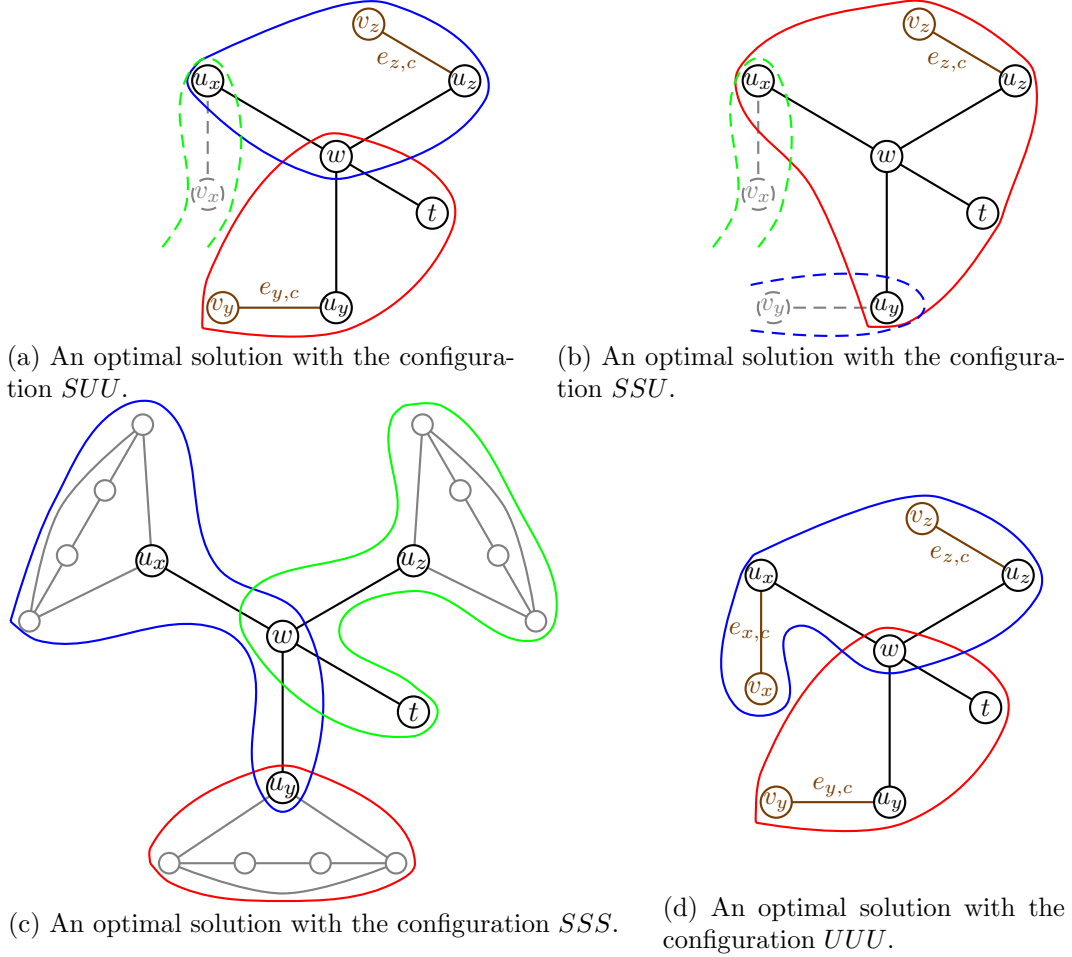 v_z
e_{z,c}
u_x
u_z
w
v_x
t
e_{y,c}
v_y
u_y
(a) An optimal solution with the configura-
tion SUU.
v_z
e_{z,c}
u_x
u_z
w
v_x
t
v_y
u_y
(b) An optimal solution with the configura-
tion SSU.
u_x
u_z
w
t
u_y
(c) An optimal solution with the configuration SSS.
v_z
e_{z,c}
u_x
u_z
e_{x,c}
w
v_x
t
e_{y,c}
v_y
u_y
(d) An optimal solution with the
configuration UUU.